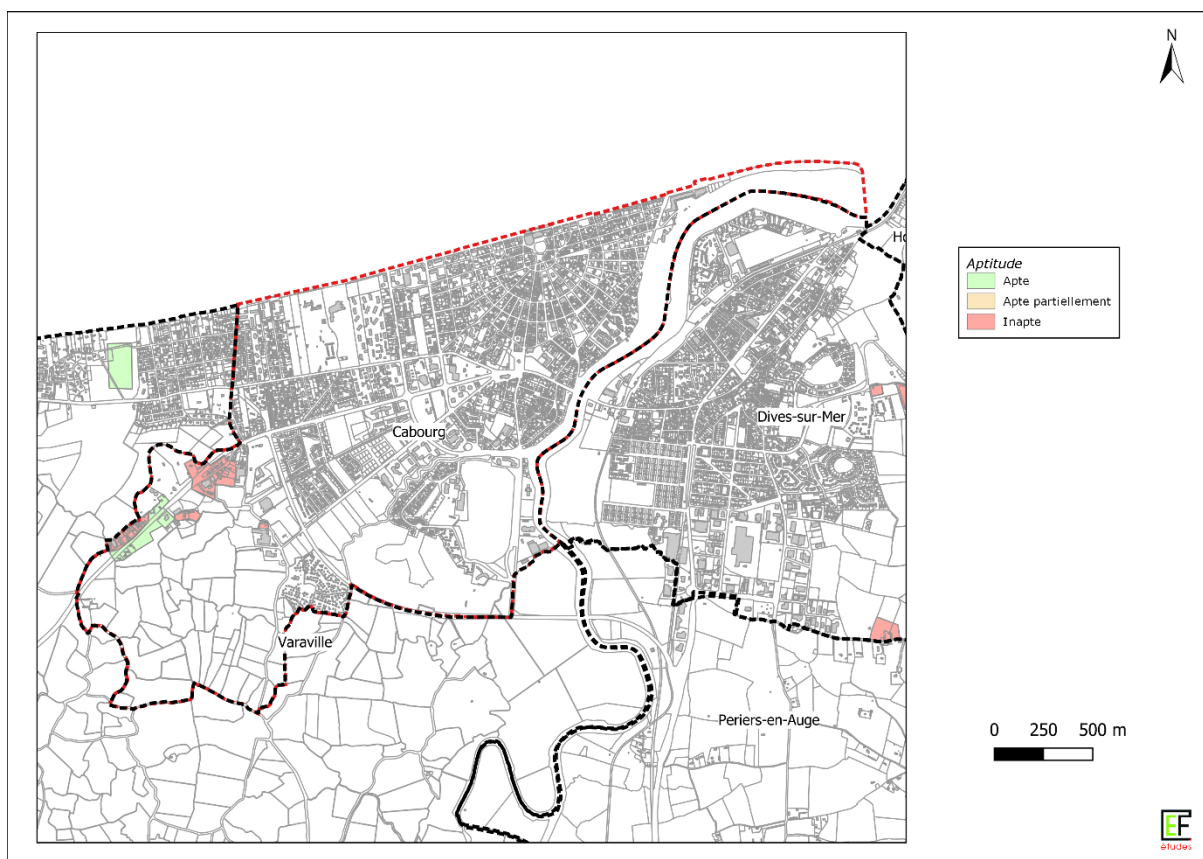 N
Ho
Aptitude
Apte
Apte partiellement
Inapte
Dives-sur-Mer
Cabourg
Varaville
Periers-en-Auge
0 250 500 m
EF
études